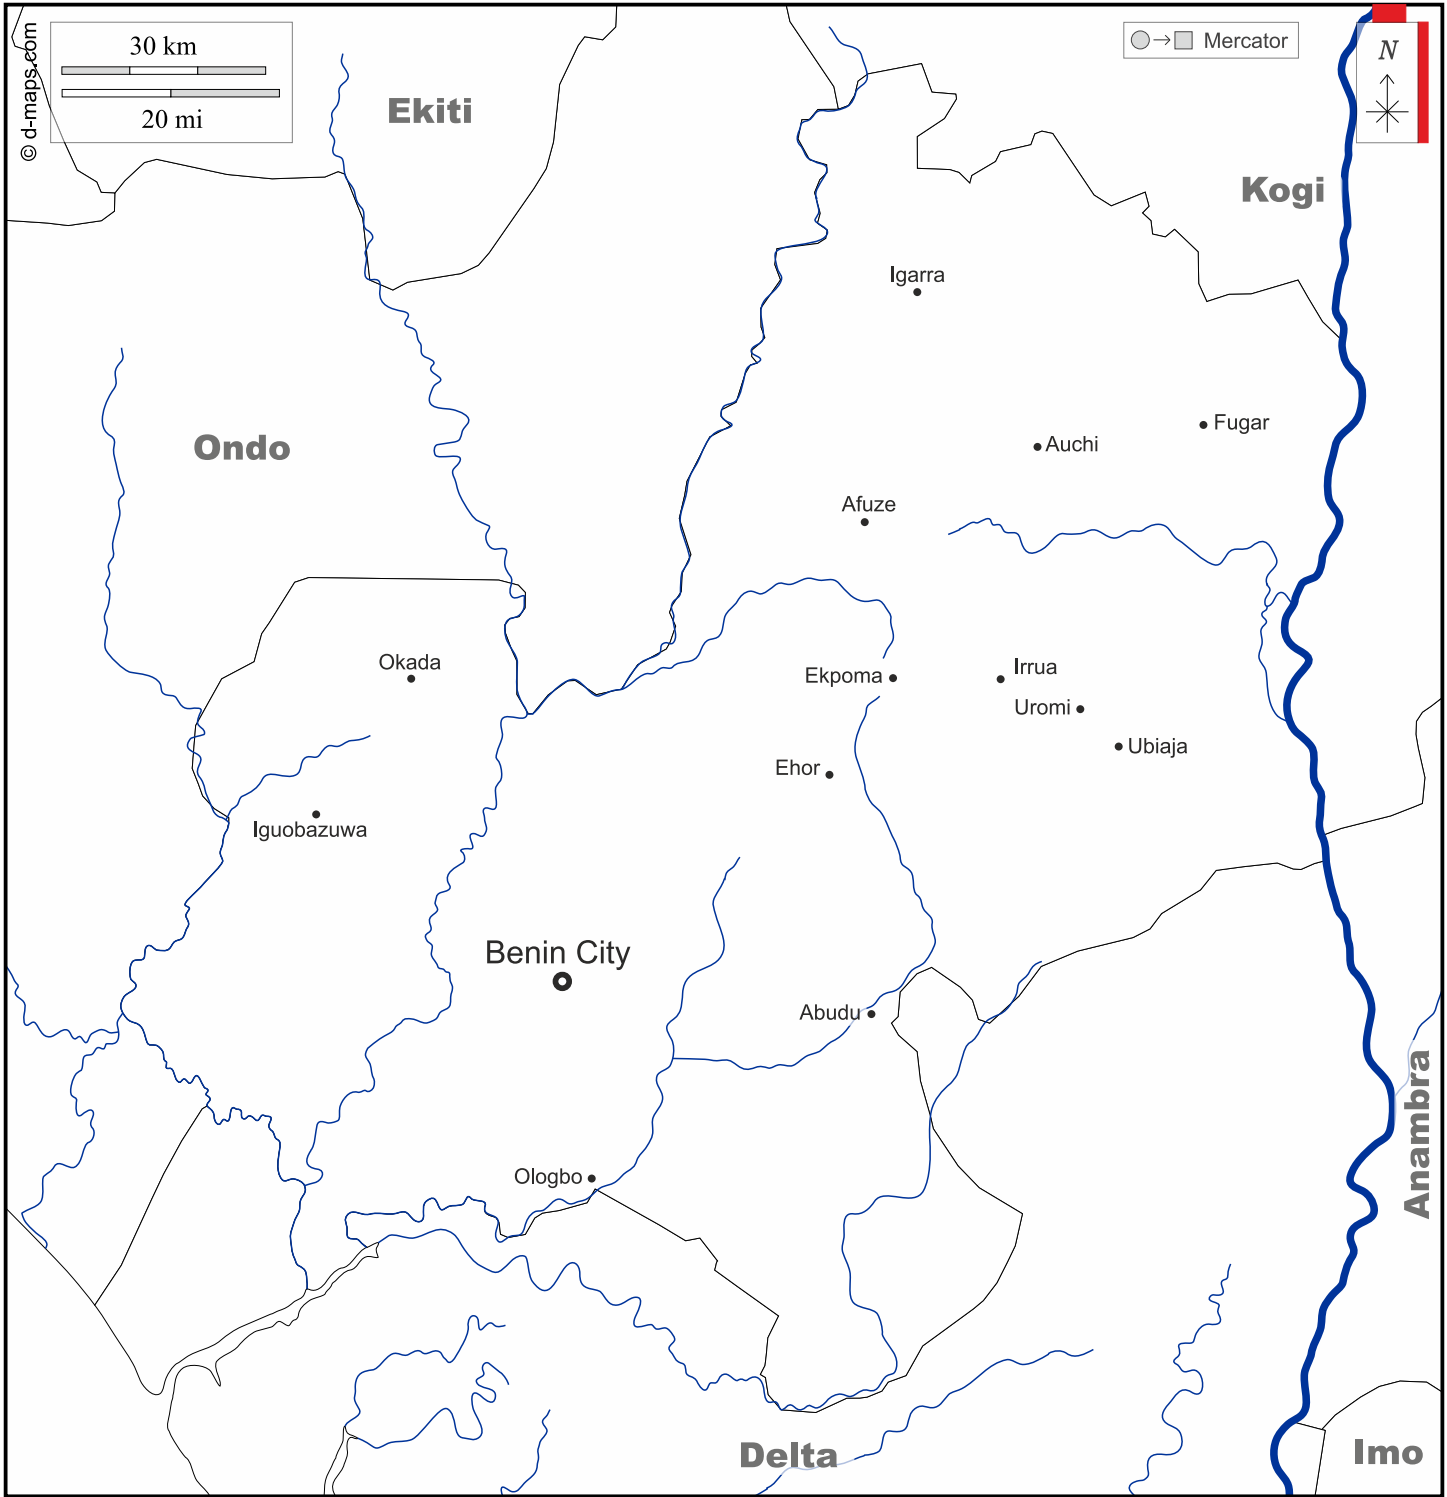 © d-maps.com
30 km
20 mi
Ekiti
Mercator
N
Kogi
Igarra
Ondo
Fugar
Auchi
Afuze
Okada
Ekpoma
Irrua
Uromi
Ubiaja
Ehor
Iguobazuwa
Benin City
Abudu
Anambra
Ologbo
Delta
Imo